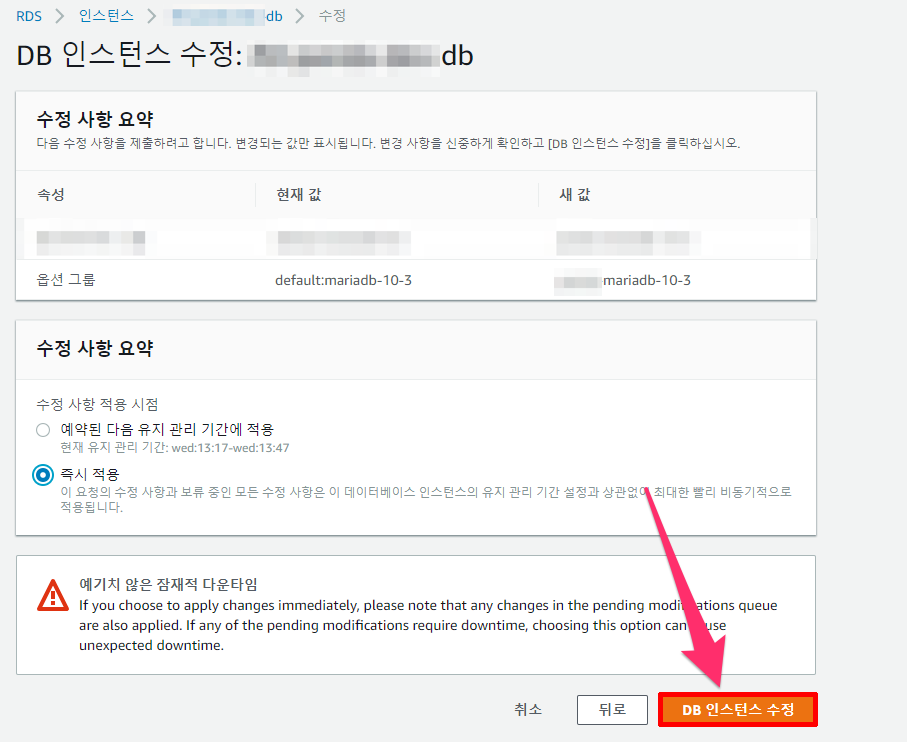 RDS > 인스턴스 > db > 수정
DB 인스턴스 수정: db
수정 사항 요약
다음 수정 사항을 제출하려고 합니다. 변경되는 값만 표시됩니다. 변경 사항을 신중하게 확인하고 [DB 인스턴스 수정]을 클릭하십시오.
속성 현재 값 새 값
옵션 그룹 default:mariadb-10-3 mariadb-10-3
수정 사항 요약
수정 사항 적용 시점
예약된 다음 유지 관리 기간에 적용
현재 유지 관리 기간: wed:13:17-wed:13:47
즉시 적용
이 요청의 수정 사항과 보류 중인 모든 수정 사항은 이 데이터베이스 인스턴스의 유지 관리 기간 설정과 상관없이 최대한 빨리 비동기적으로
적용됩니다.
예기치 않은 잠재적 다운타임
If you choose to apply changes immediately, please note that any changes in the pending modifications queue
are also applied. If any of the pending modifications require downtime, choosing this option can cause
unexpected downtime.
취소 뒤로 DB 인스턴스 수정